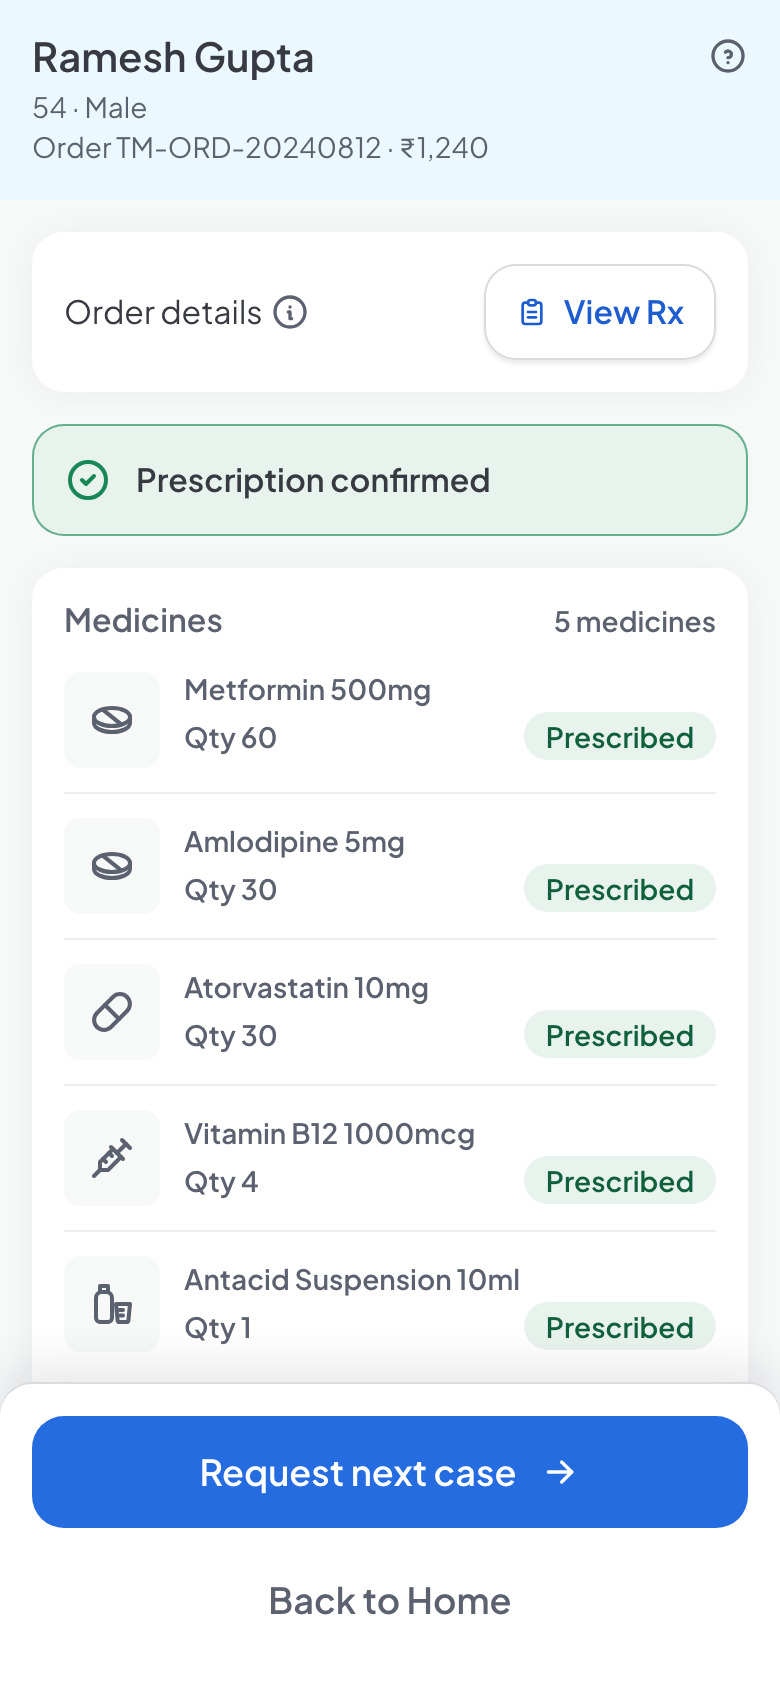 Ramesh Gupta
54 · Male
Order TM-ORD-20240812 · ₹1,240
Order details
View Rx
Prescription confirmed
Medicines
5 medicines
Metformin 500mg
Qty 60
Prescribed
Amlodipine 5mg
Qty 30
Prescribed
Atorvastatin 10mg
Qty 30
Prescribed
Vitamin B12 1000mcg
Qty 4
Prescribed
Antacid Suspension 10ml
Qty 1
Prescribed
Request next case →
Back to Home